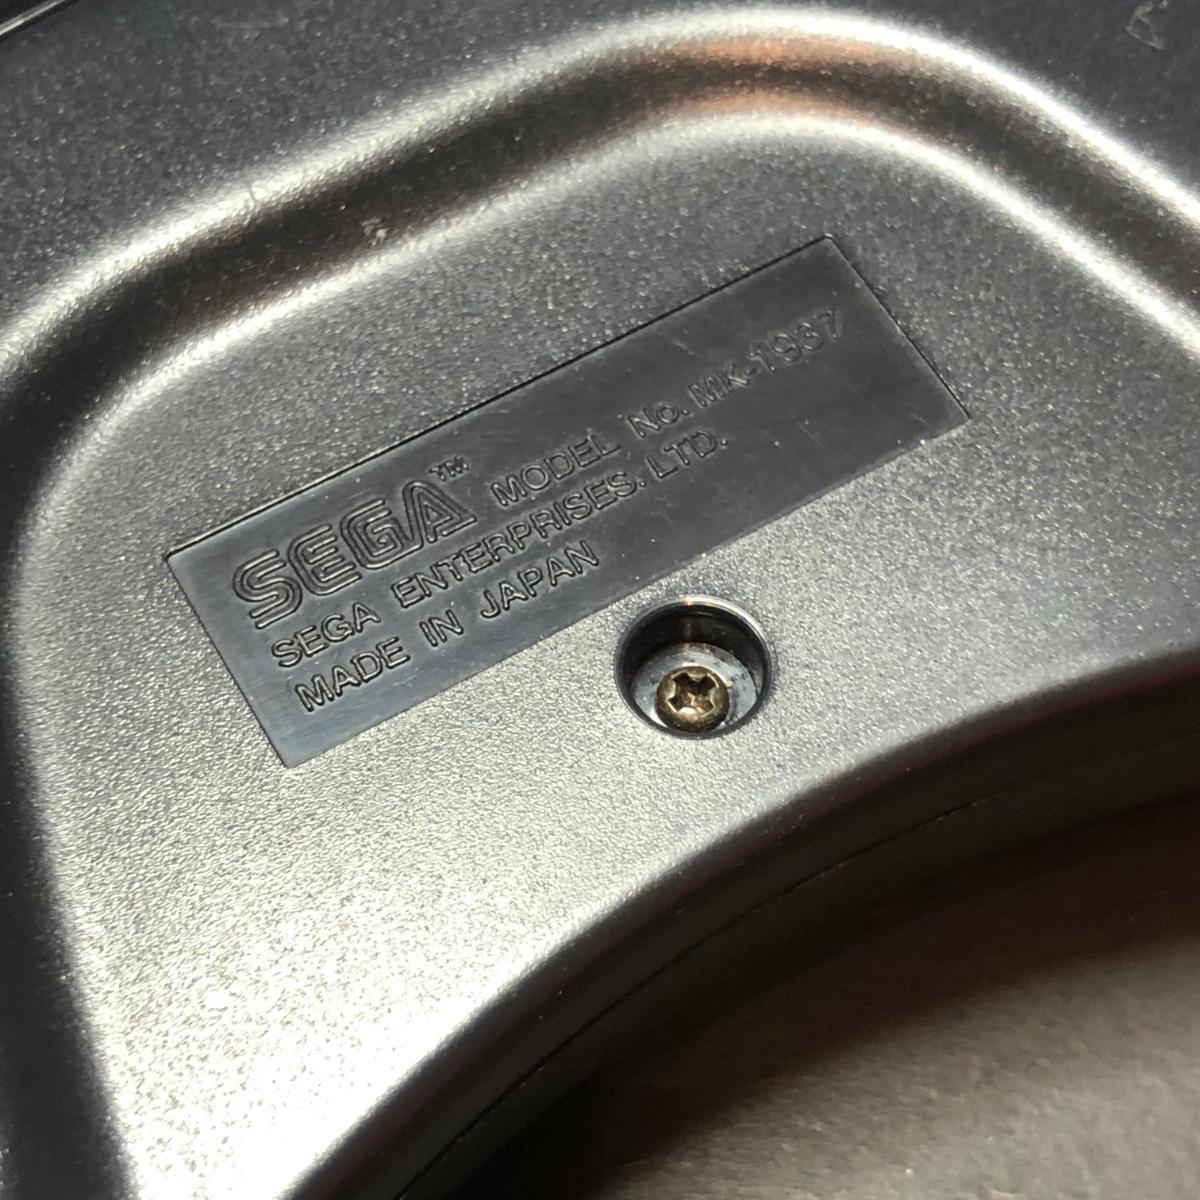 SEGA™ MODEL No. MK-1937
SEGA ENTERPRISES. LTD.
MADE IN JAPAN